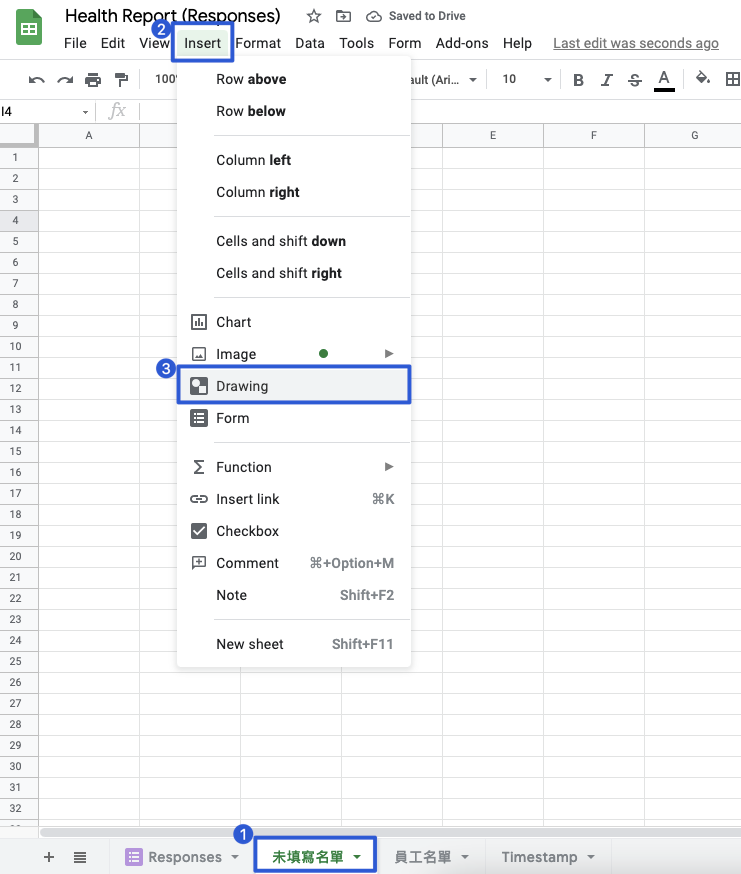 Health Report (Responses)
Saved to Drive
2
File Edit View Insert Format Data Tools Form Add-ons Help Last edit was seconds ago
100% ault (Ari... 10 B I S A
I4 fx
A E F G
Row above
Row below
Column left
Column right
Cells and shift down
Cells and shift right
Chart
Image
3
Drawing
Form
Σ Function
Insert link ⌘K
Checkbox
Comment ⌘+Option+M
Note Shift+F2
New sheet Shift+F11
1
2
3
4
5
6
7
8
9
10
11
12
13
14
15
16
17
18
19
20
21
22
23
24
25
26
27
28
29
30
31
32
1
+ Responses 未填寫名單 員工名單 Timestamp